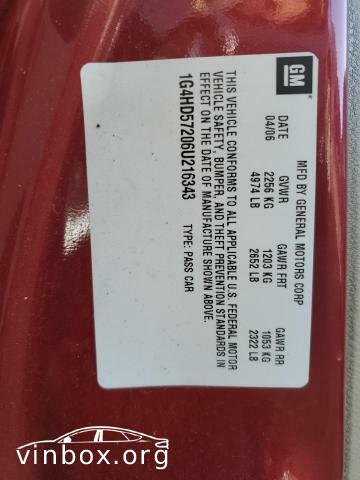 GM
MFD BY GENERAL MOTORS CORP
DATE GVWR GAWR FRT GAWR RR
04/06 2256 KG 1203 KG 1053 KG
4974 LB 2652 LB 2322 LB
THIS VEHICLE CONFORMS TO ALL APPLICABLE U.S. FEDERAL MOTOR
VEHICLE SAFETY, BUMPER, AND THEFT PREVENTION STANDARDS IN
EFFECT ON THE DATE OF MANUFACTURE SHOWN ABOVE.
1G4HD57206U216343 TYPE: PASS CAR
vinbox.org